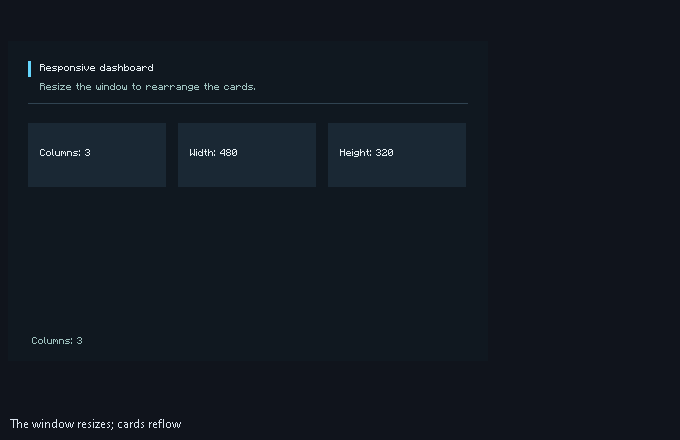 Responsive dashboard
Resize the window to rearrange the cards.
Columns: 3
Width: 480
Height: 320
Columns: 3
The window resizes; cards reflow